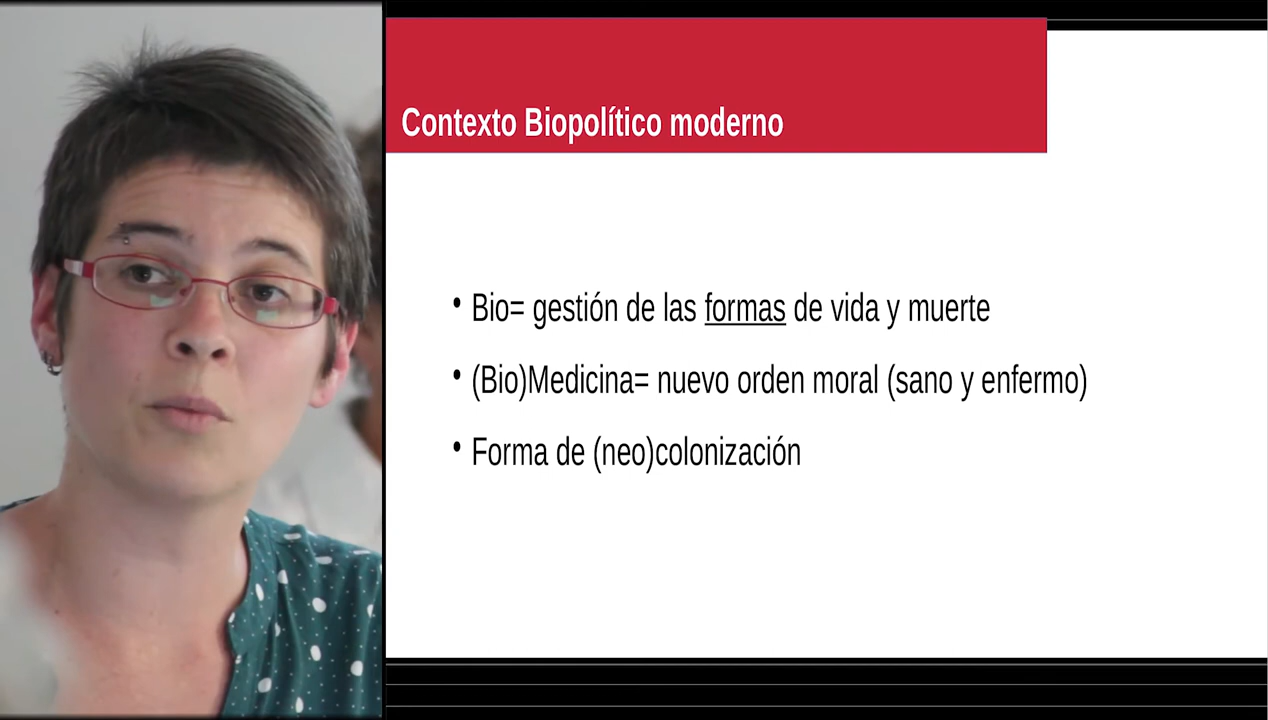 Contexto Biopolítico moderno
• Bio= gestión de las formas de vida y muerte
• (Bio)Medicina= nuevo orden moral (sano y enfermo)
• Forma de (neo)colonización